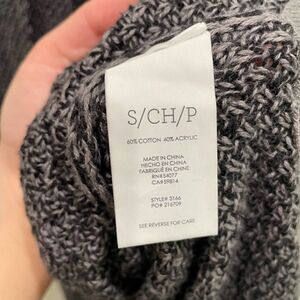 S/CH/P
60% COTTON 40% ACRYLIC
MADE IN CHINA
HECHO EN CHINA
FABRIQUÉ EN CHINE
RN#54077
CA#59814
STYLE# 3166
PO# 216709
SEE REVERSE FOR CARE